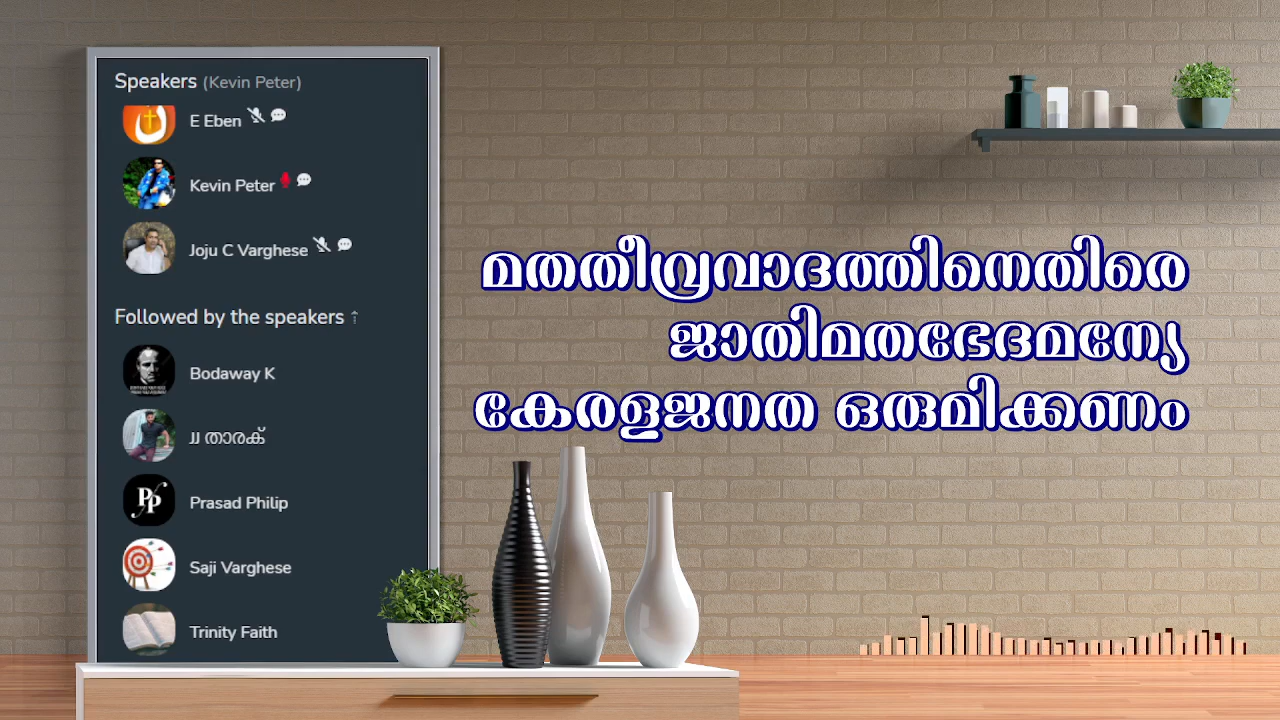 Speakers (Kevin Peter)
E Eben
Kevin Peter
Joju C Varghese
Followed by the speakers ↑
Bodaway K
JJ താരക്
Prasad Philip
PP
Saji Varghese
Trinity Faith
മതതീവ്രവാദത്തിനെതിരെ
ജാതിമതഭേദമന്യേ
കേരളജനത ഒരുമിക്കണം